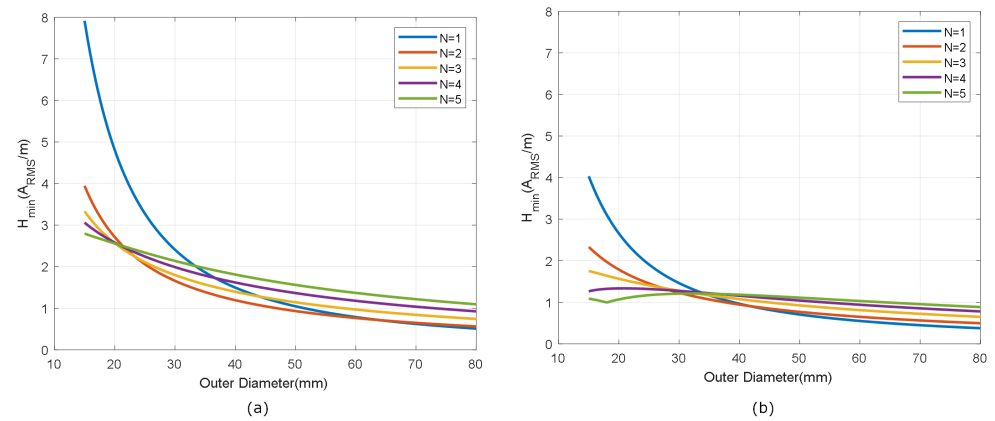 8
7
6
5
4
3
2
1
0
H_min(A_RMS/m)
N=1
N=2
N=3
N=4
N=5
10 20 30 40 50 60 70 80
Outer Diameter(mm)
(a)
8
7
6
5
4
3
2
1
0
H_min(A_RMS/m)
N=1
N=2
N=3
N=4
N=5
10 20 30 40 50 60 70 80
Outer Diameter(mm)
(b)